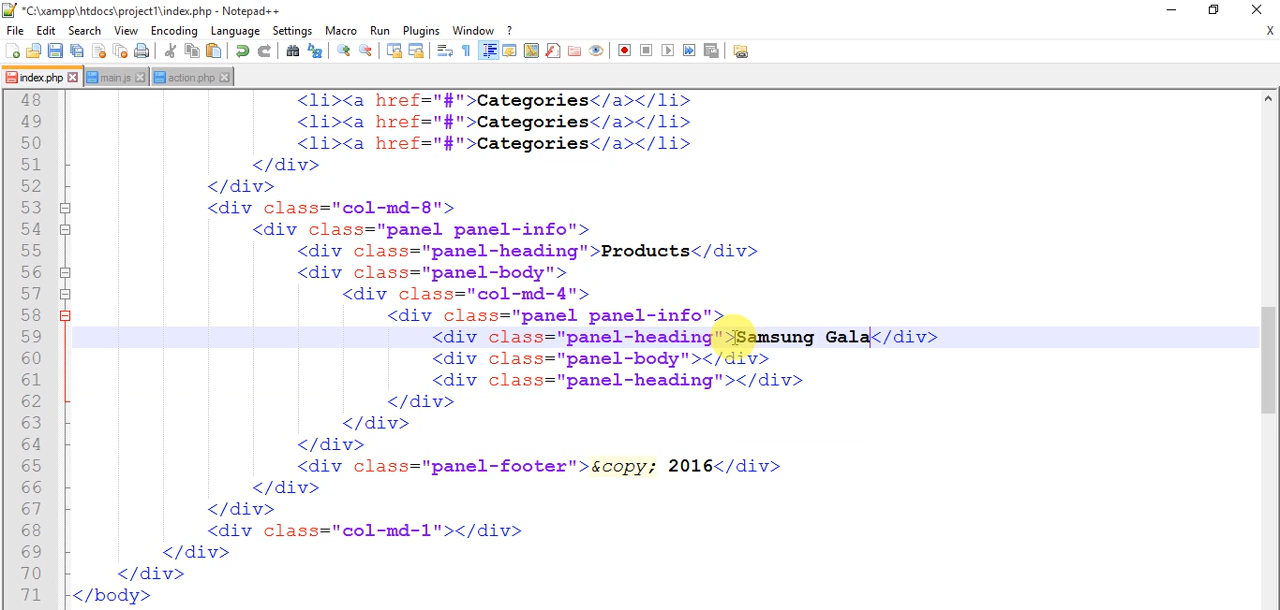 *C:\xampp\htdocs\project1\index.php - Notepad++
File Edit Search View Encoding Language Settings Macro Run Plugins Window ? X
index.php main.js action.php
48 <li><a href="#">Categories</a></li>
49 <li><a href="#">Categories</a></li>
50 <li><a href="#">Categories</a></li>
51 </div>
52 </div>
53 <div class="col-md-8">
54 <div class="panel panel-info">
55 <div class="panel-heading">Products</div>
56 <div class="panel-body">
57 <div class="col-md-4">
58 <div class="panel panel-info">
59 <div class="panel-heading">Samsung Gala</div>
60 <div class="panel-body"></div>
61 <div class="panel-heading"></div>
62 </div>
63 </div>
64 </div>
65 <div class="panel-footer">&copy; 2016</div>
66 </div>
67 </div>
68 <div class="col-md-1"></div>
69 </div>
70 </div>
71 </body>